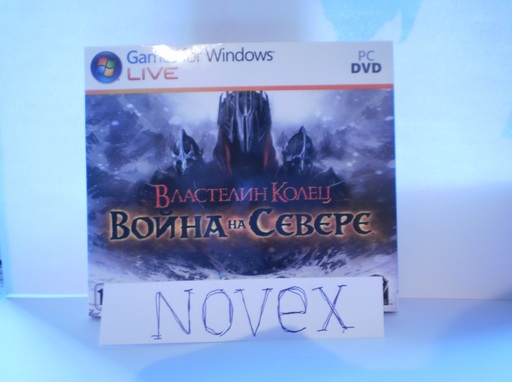 Games for Windows
LIVE
PC
DVD
Властелин Колец
Война на Севере
NOVEX